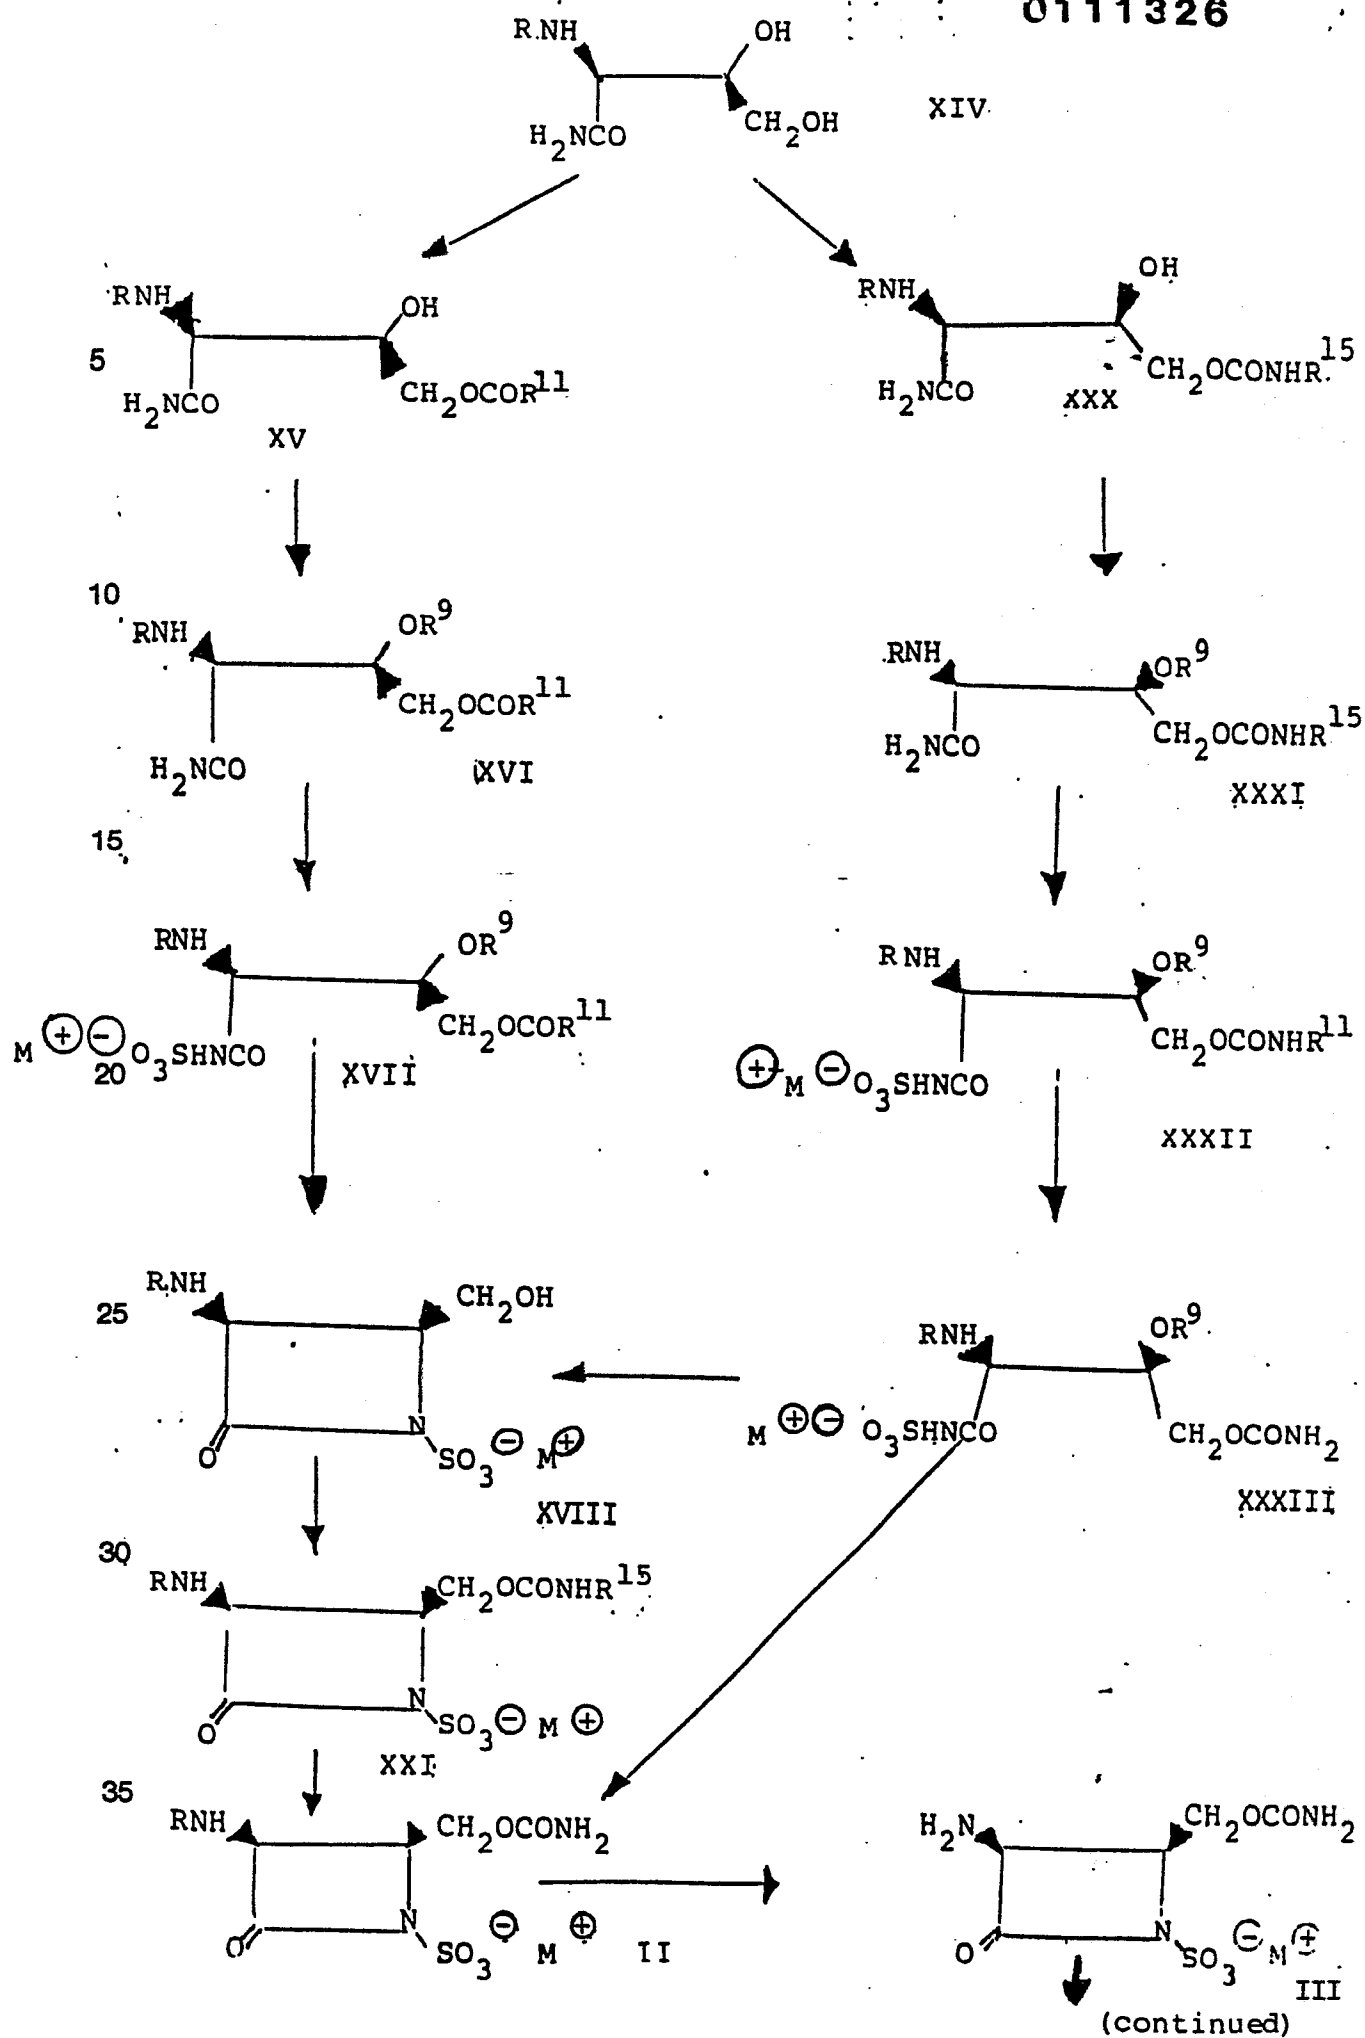 0111326
R.NH OH
H2NCO CH2OH XIV
RNH OH
5 H2NCO CH2OCOR11
XV
RNH OH
H2NCO CH2OCONHR15
XXX
10
RNH OR9
CH2OCOR11
H2NCO XVI
RNH OR9
H2NCO CH2OCONHR15
XXXI
15
RNH OR9
CH2OCOR11
M ⊕ ⊖ O3SHNCO
20 XVII
RNH OR9
CH2OCONHR11
⊕ M ⊖ O3SHNCO
XXXII
25 RNH CH2OH
O N SO3 ⊖ M ⊕
XVIII
RNH OR9
M ⊕ ⊖ O3SHNCO CH2OCONH2
XXXIII
30
RNH CH2OCONHR15
O N SO3 ⊖ M ⊕
XXI
35
RNH CH2OCONH2
O N SO3 ⊖ M ⊕ II
H2N CH2OCONH2
O N SO3 ⊖ M ⊕
III
(continued)